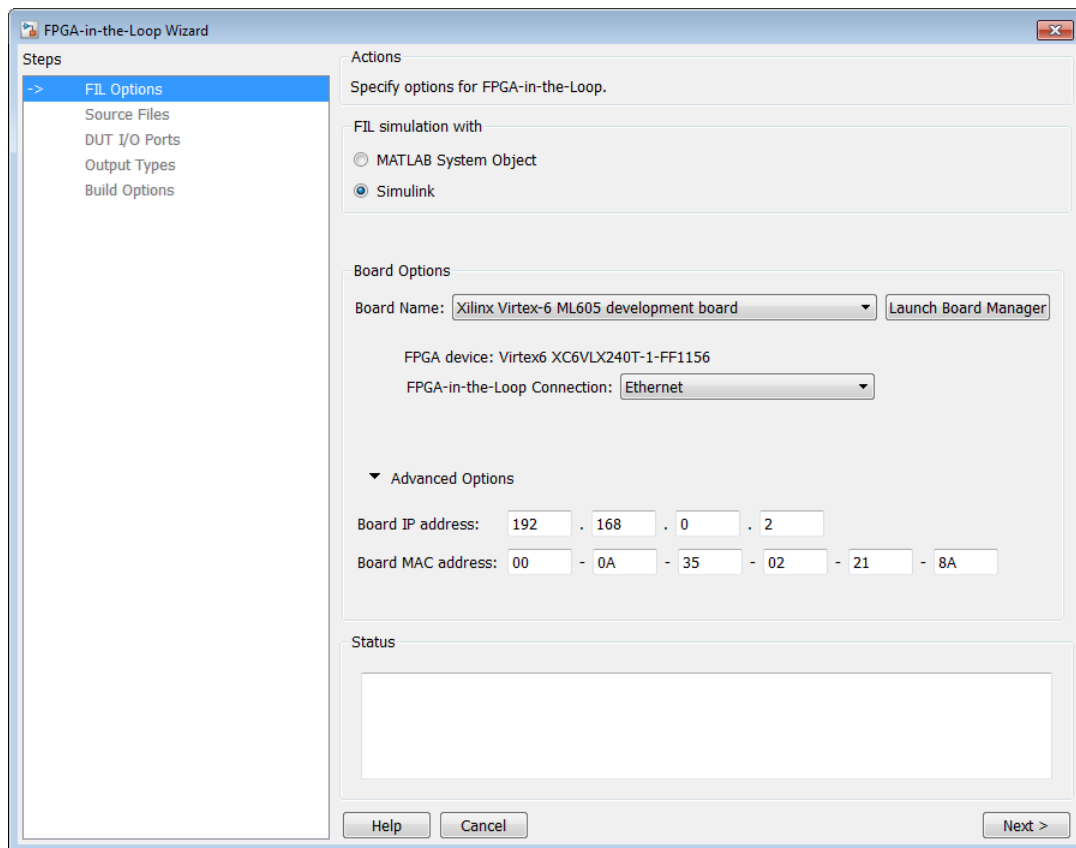 FPGA-in-the-Loop Wizard
Steps
-> FIL Options
Source Files
DUT I/O Ports
Output Types
Build Options
Actions
Specify options for FPGA-in-the-Loop.
FIL simulation with
MATLAB System Object
Simulink
Board Options
Board Name: Xilinx Virtex-6 ML605 development board Launch Board Manager
FPGA device: Virtex6 XC6VLX240T-1-FF1156
FPGA-in-the-Loop Connection: Ethernet
Advanced Options
Board IP address: 192 . 168 . 0 . 2
Board MAC address: 00 - 0A - 35 - 02 - 21 - 8A
Status
Help Cancel Next >